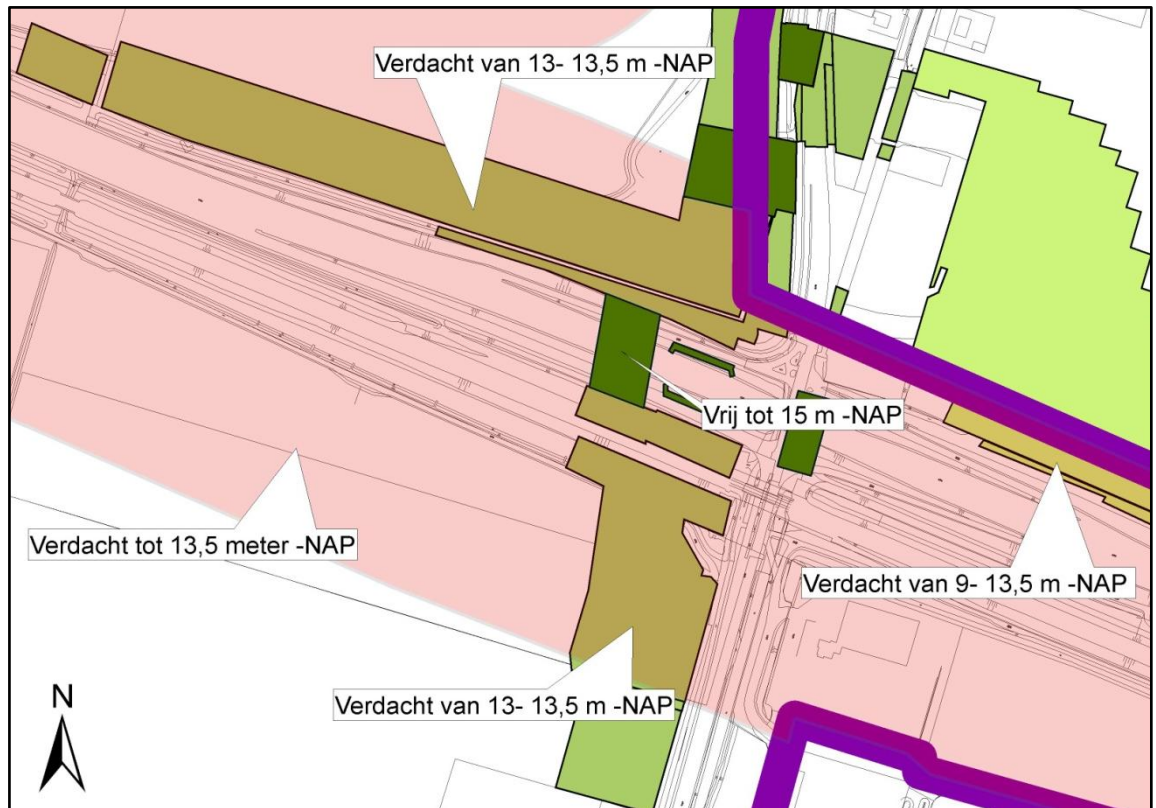 Verdacht van 13- 13,5 m -NAP
Vrij tot 15 m -NAP
Verdacht tot 13,5 meter -NAP
Verdacht van 9- 13,5 m -NAP
Verdacht van 13- 13,5 m -NAP
N